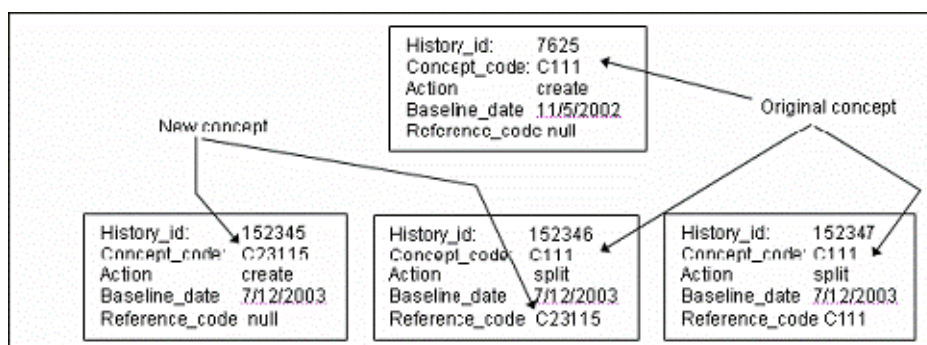 History_id: 7625
Concept_code: C111
Action create
Baseline_date 11/5/2002
Reference_code null
Original concept
New concept
History_id: 152345
Concept_code: C23115
Action create
Baseline_date 7/12/2003
Reference_code null
History_id: 152346
Concept_code: C111
Action split
Baseline_date 7/12/2003
Reference_code C23115
History_id: 152347
Concept_code: C111
Action split
Baseline_date 7/12/2003
Reference_code C111